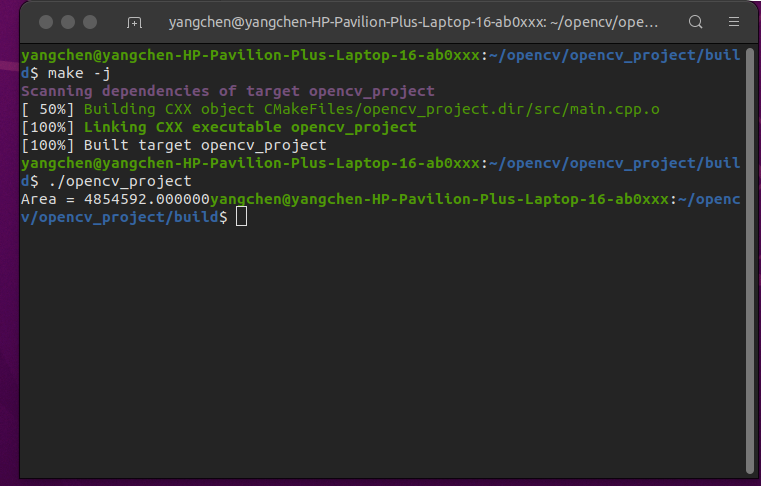 yangchen@yangchen-HP-Pavilion-Plus-Laptop-16-ab0xxx: ~/opencv/ope...
yangchen@yangchen-HP-Pavilion-Plus-Laptop-16-ab0xxx:~/opencv/opencv_project/buil
d$ make -j
Scanning dependencies of target opencv_project
[ 50%] Building CXX object CMakeFiles/opencv_project.dir/src/main.cpp.o
[100%] Linking CXX executable opencv_project
[100%] Built target opencv_project
yangchen@yangchen-HP-Pavilion-Plus-Laptop-16-ab0xxx:~/opencv/opencv_project/buil
d$ ./opencv_project
Area = 4854592.000000yangchen@yangchen-HP-Pavilion-Plus-Laptop-16-ab0xxx:~/openc
v/opencv_project/build$